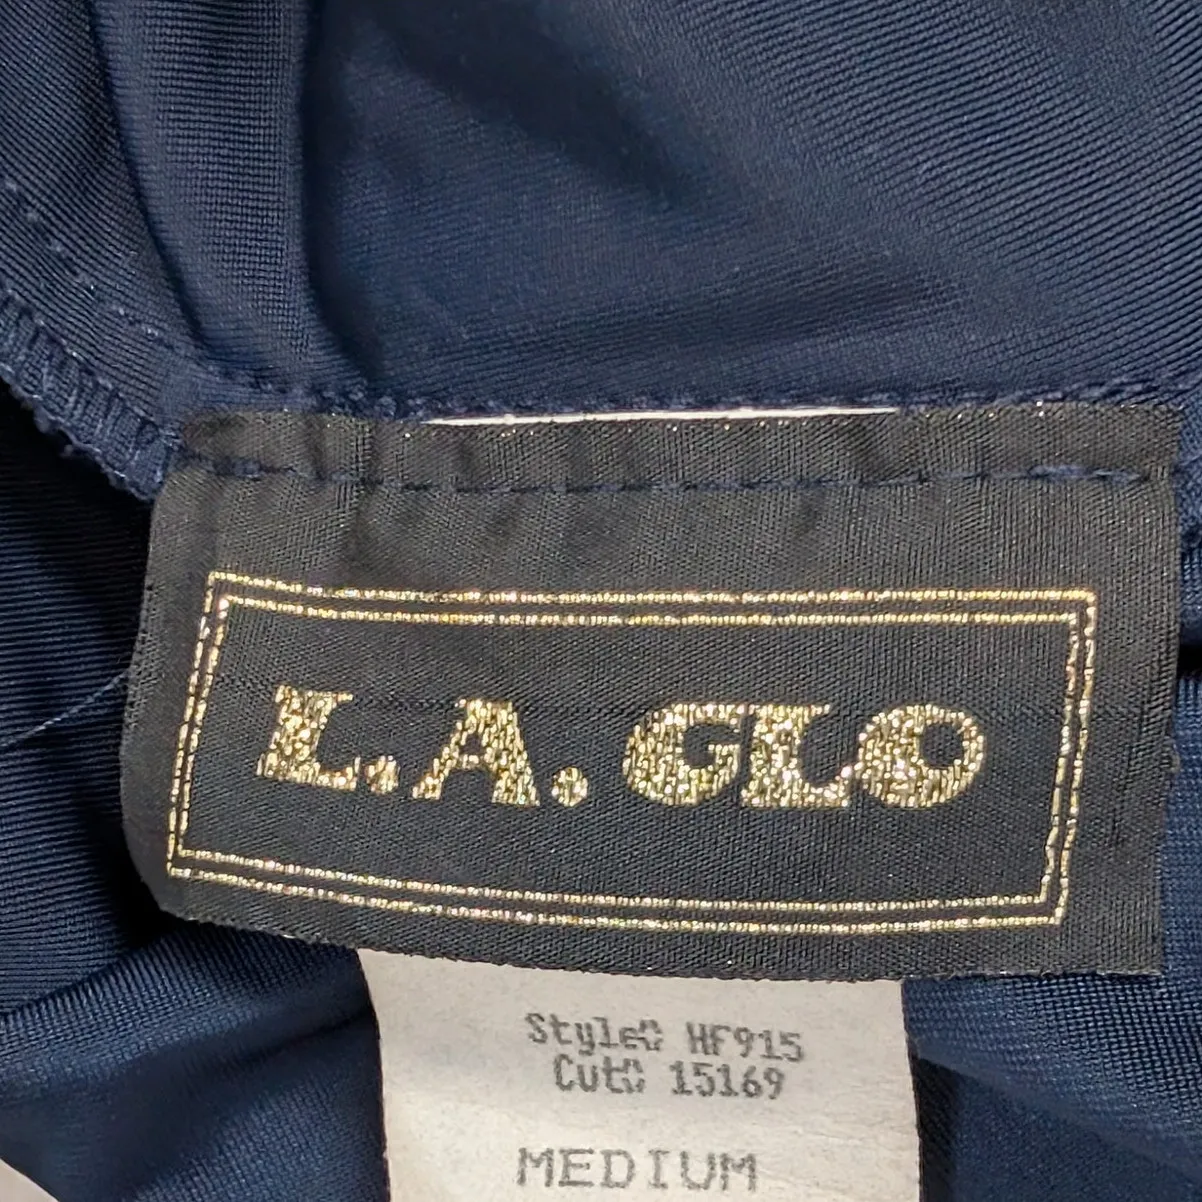 L.A. GLO
Style# HF915
Cut# 15169
MEDIUM